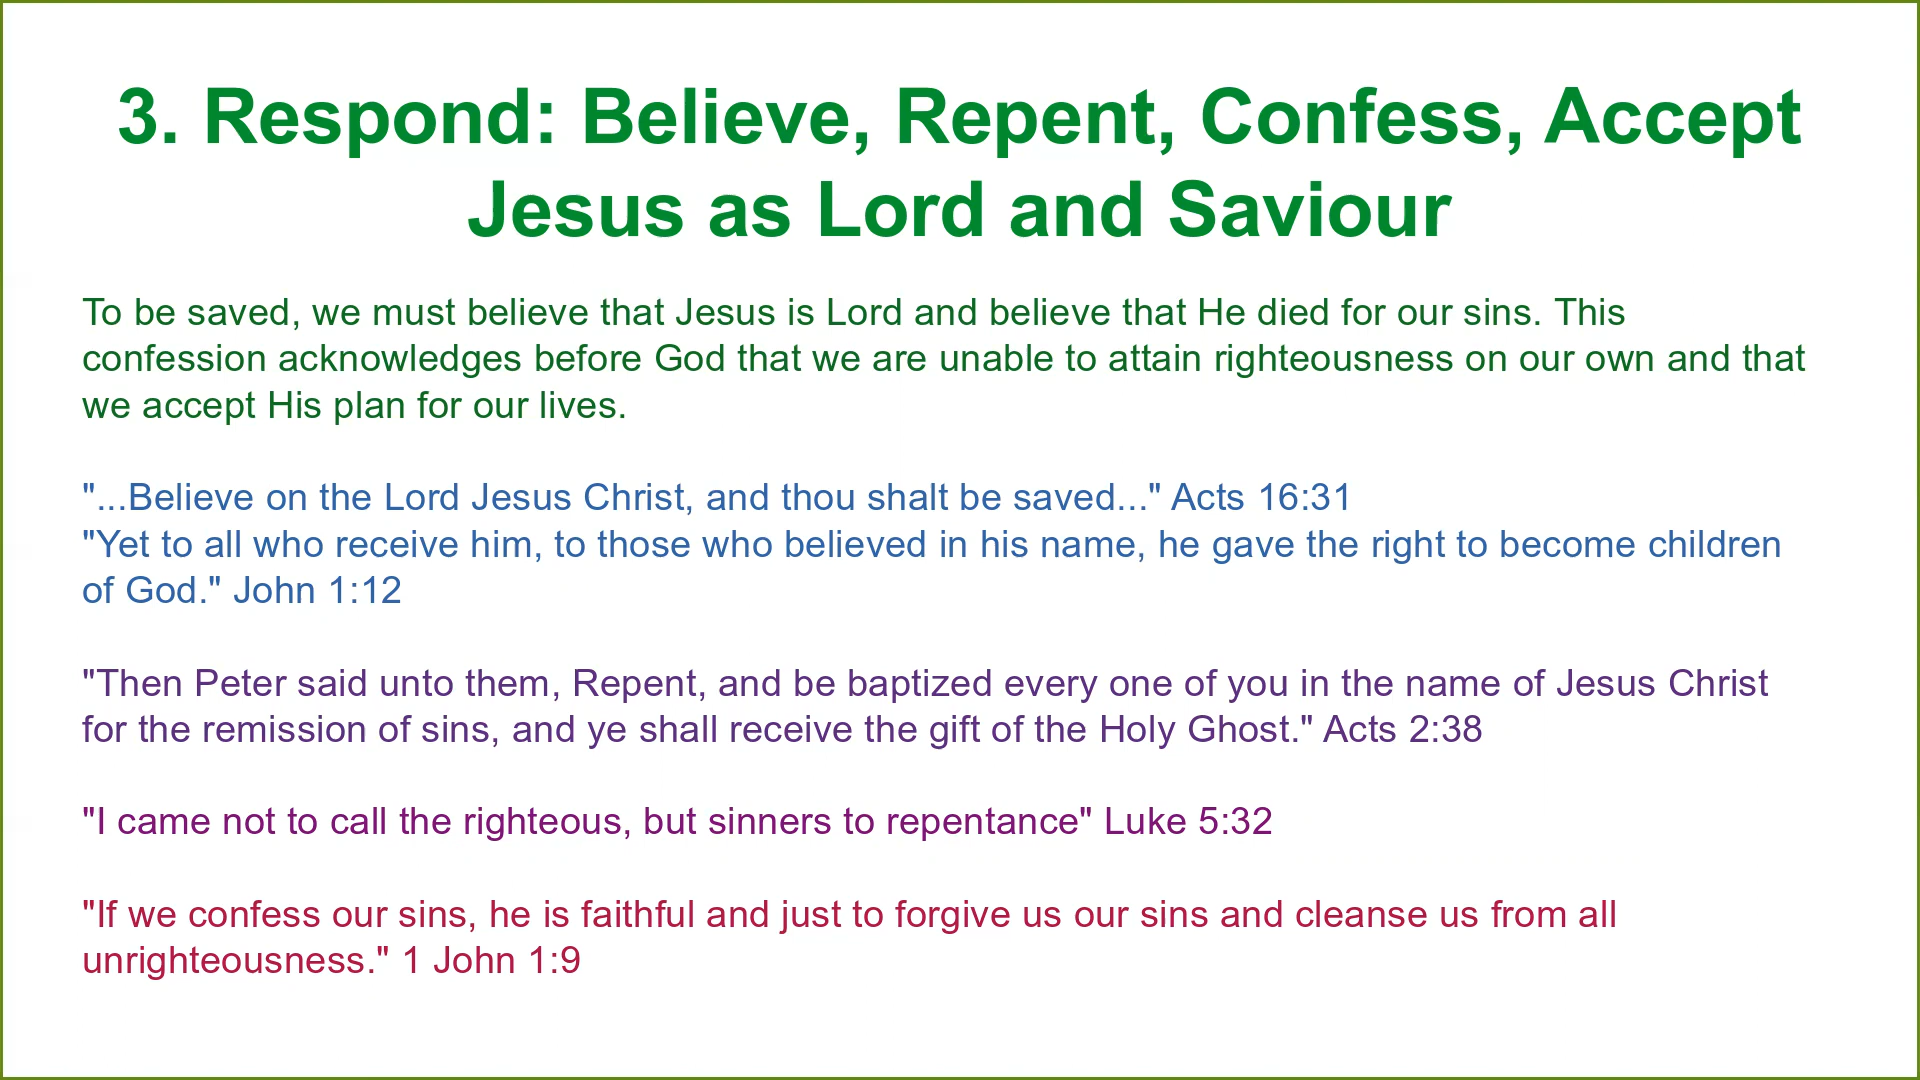 3. Respond: Believe, Repent, Confess, Accept
Jesus as Lord and Saviour
To be saved, we must believe that Jesus is Lord and believe that He died for our sins. This
confession acknowledges before God that we are unable to attain righteousness on our own and that
we accept His plan for our lives.
"...Believe on the Lord Jesus Christ, and thou shalt be saved..." Acts 16:31
"Yet to all who receive him, to those who believed in his name, he gave the right to become children
of God." John 1:12
"Then Peter said unto them, Repent, and be baptized every one of you in the name of Jesus Christ
for the remission of sins, and ye shall receive the gift of the Holy Ghost." Acts 2:38
"I came not to call the righteous, but sinners to repentance" Luke 5:32
"If we confess our sins, he is faithful and just to forgive us our sins and cleanse us from all
unrighteousness." 1 John 1:9